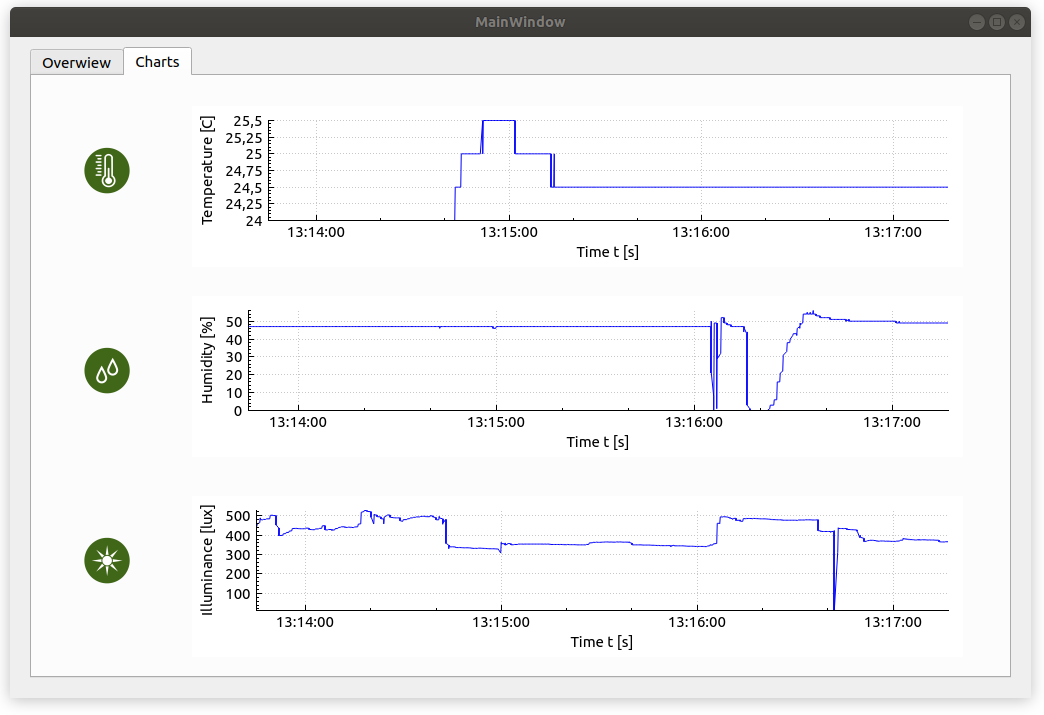 MainWindow
Overwiew Charts
Temperature [C]
25,5
25,25
25
24,75
24,5
24,25
24
13:14:00 13:15:00 13:16:00 13:17:00
Time t [s]
Humidity [%]
50
40
30
20
10
0
13:14:00 13:15:00 13:16:00 13:17:00
Time t [s]
Illuminance [lux]
500
400
300
200
100
13:14:00 13:15:00 13:16:00 13:17:00
Time t [s]